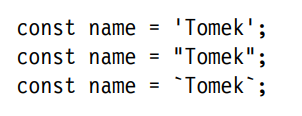 const name = 'Tomek';
const name = "Tomek";
const name = `Tomek`;